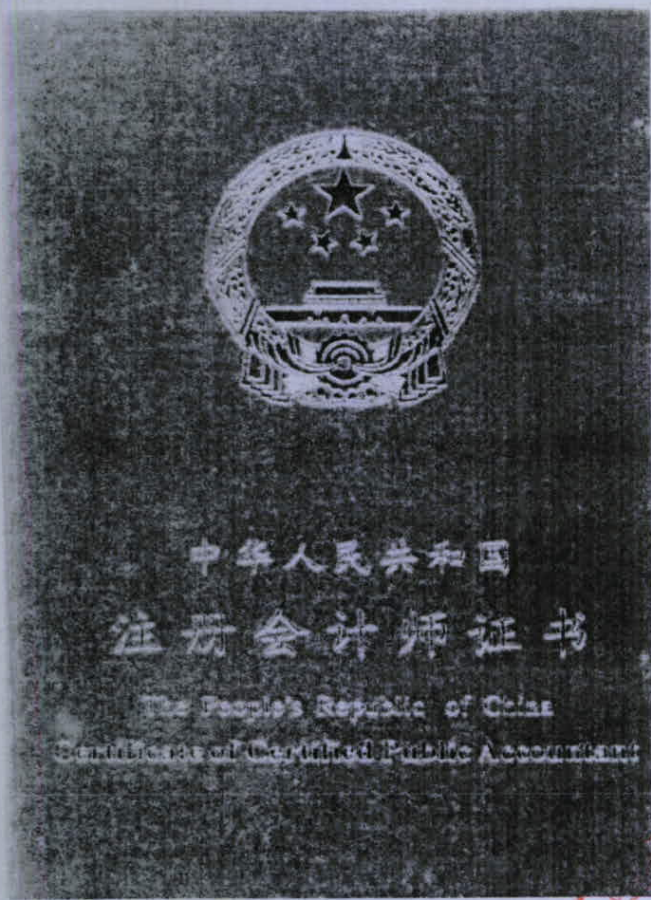 中华人民共和国
注册会计师证书
The People's Republic of China
Certificate of Certified Public Accountant